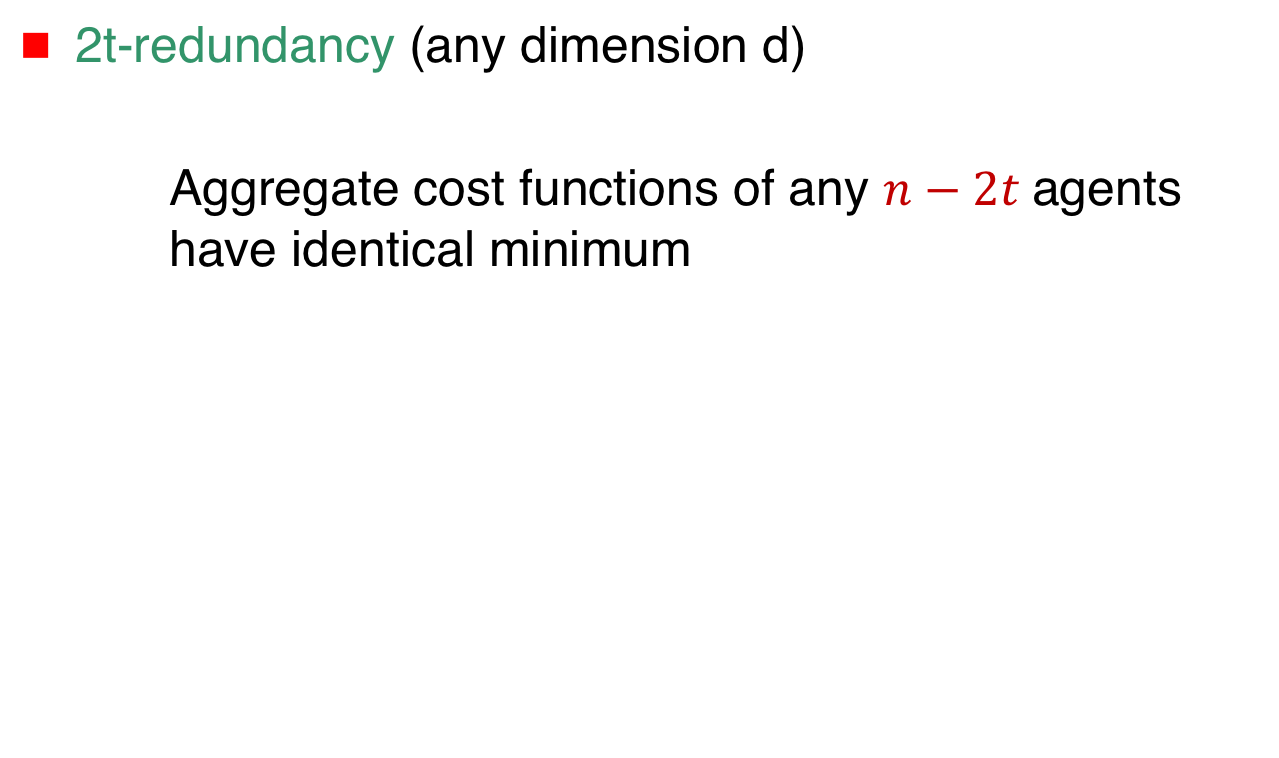 2t-redundancy (any dimension d)
Aggregate cost functions of any n − 2t agents
have identical minimum